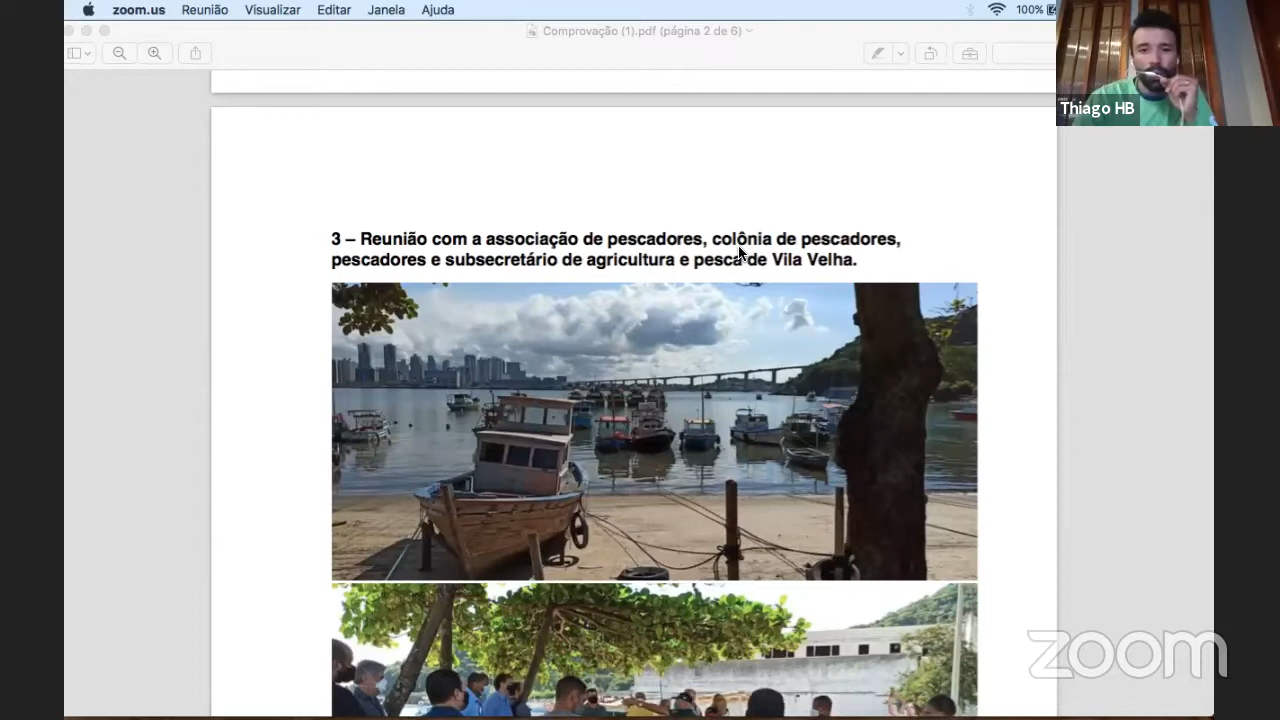 zoom.us Reunião Visualizar Editar Janela Ajuda 100%
Comprovação (1).pdf (página 2 de 6)
Thiago HB
3 – Reunião com a associação de pescadores, colônia de pescadores,
pescadores e subsecretário de agricultura e pesca de Vila Velha.
zoom